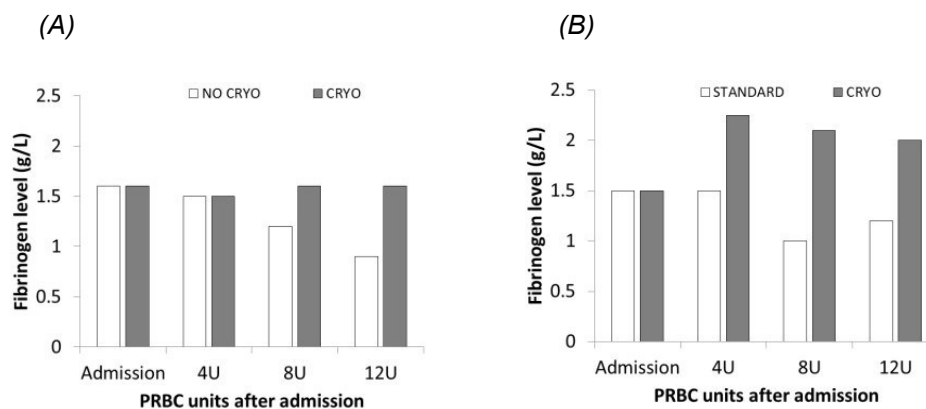 (A)
NO CRYO CRYO
2.5
2
1.5
1
0.5
0
Fibrinogen level (g/L)
Admission 4U 8U 12U
PRBC units after admission
(B)
STANDARD CRYO
2.5
2
1.5
1
0.5
0
Fibrinogen level (g/L)
Admission 4U 8U 12U
PRBC units after admission